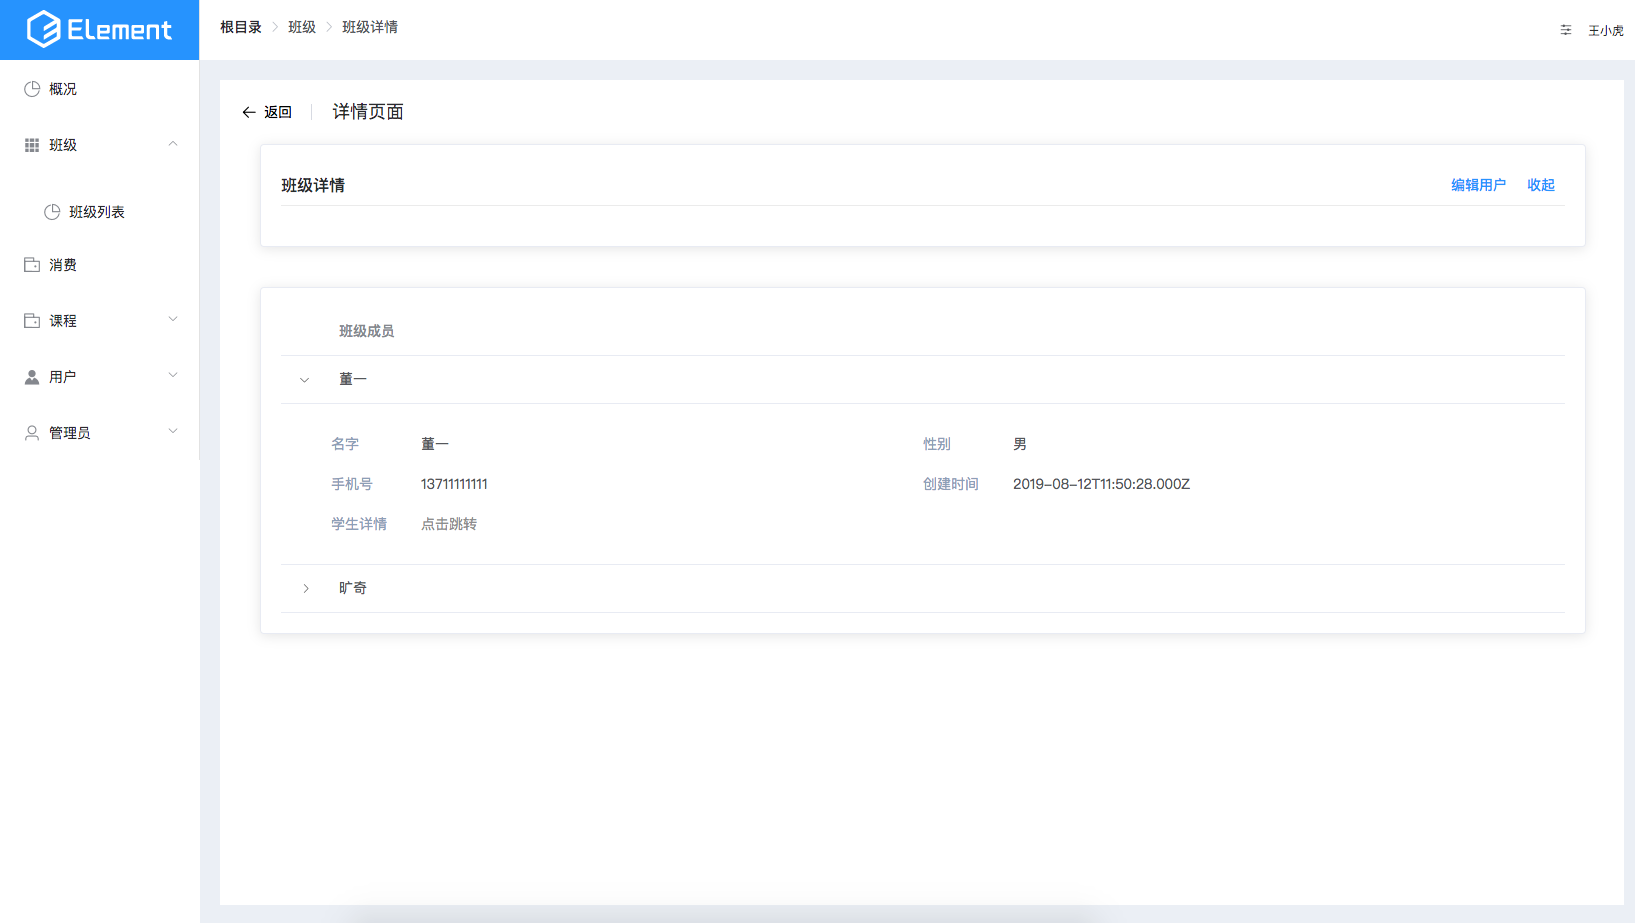 Element
根目录 > 班级 > 班级详情
王小虎
概况
班级
班级列表
消费
课程
用户
管理员
返回
详情页面
班级详情
编辑用户 收起
班级成员
董一
名字 董一 性别 男
手机号 13711111111 创建时间 2019-08-12T11:50:28.000Z
学生详情 点击跳转
旷奇